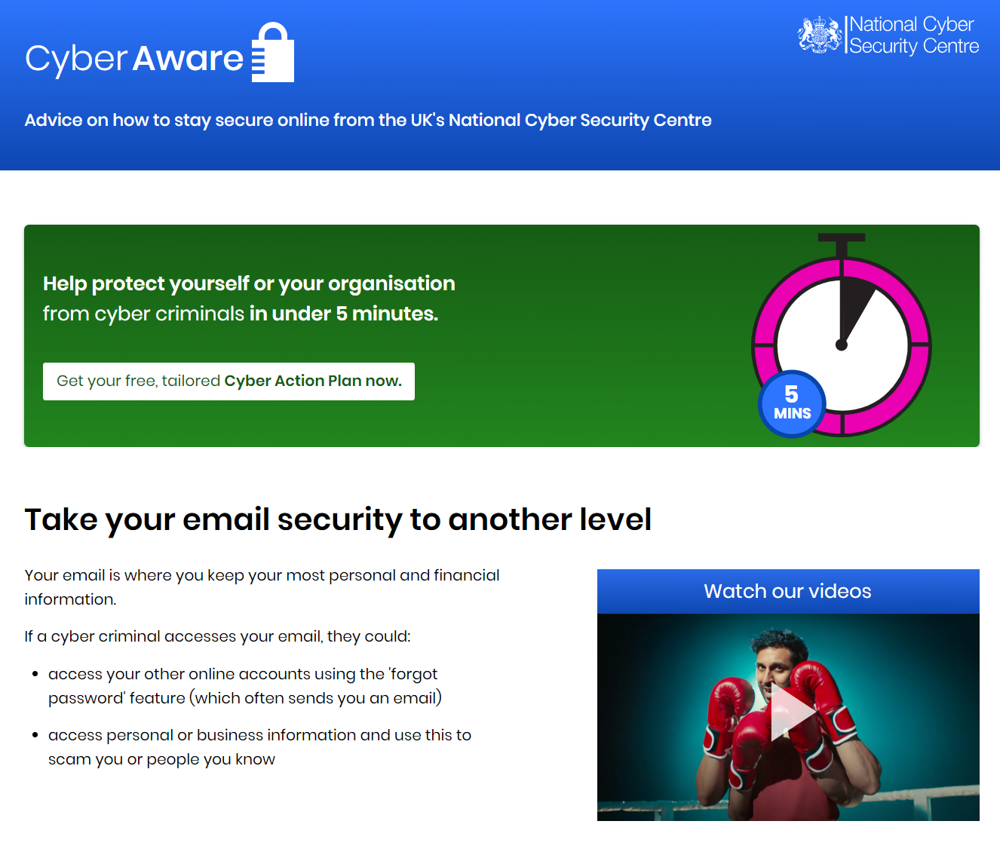 CyberAware
National Cyber
Security Centre
Advice on how to stay secure online from the UK's National Cyber Security Centre
Help protect yourself or your organisation
from cyber criminals in under 5 minutes.
Get your free, tailored Cyber Action Plan now.
5
MINS
Take your email security to another level
Your email is where you keep your most personal and financial
information.
If a cyber criminal accesses your email, they could:
• access your other online accounts using the 'forgot
password' feature (which often sends you an email)
• access personal or business information and use this to
scam you or people you know
Watch our videos